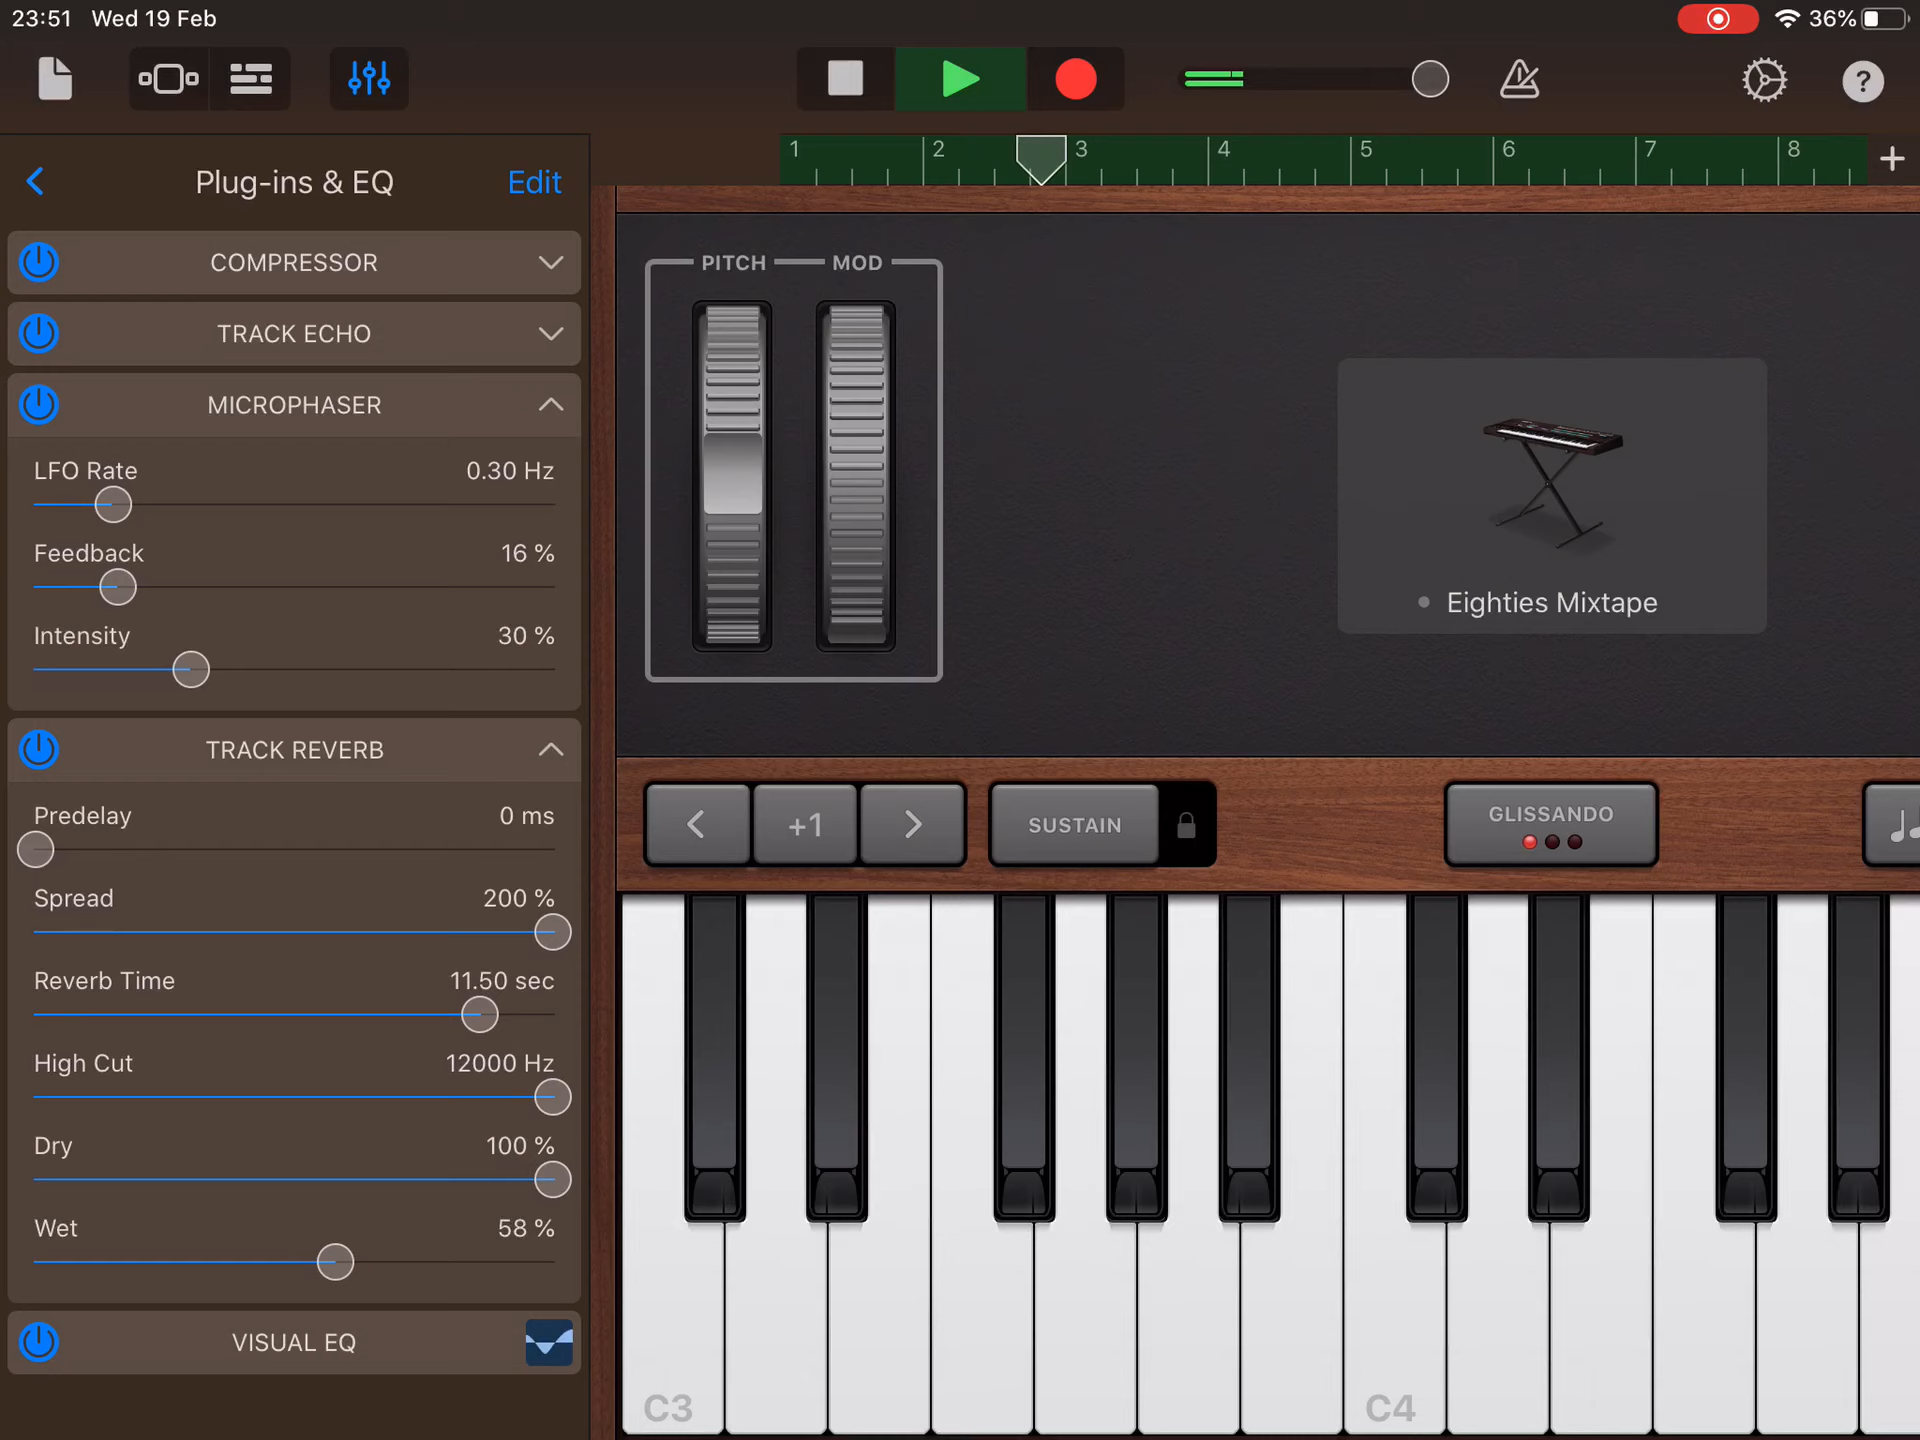 23:51 Wed 19 Feb
36%
?
1 2 3 4 5 6 7 8 +
Plug-ins & EQ
Edit
COMPRESSOR
TRACK ECHO
MICROPHASER
LFO Rate 0.30 Hz
Feedback 16 %
Intensity 30 %
TRACK REVERB
Predelay 0 ms
Spread 200 %
Reverb Time 11.50 sec
High Cut 12000 Hz
Dry 100 %
Wet 58 %
VISUAL EQ
PITCH MOD
Eighties Mixtape
+1
SUSTAIN
GLISSANDO
C3 C4